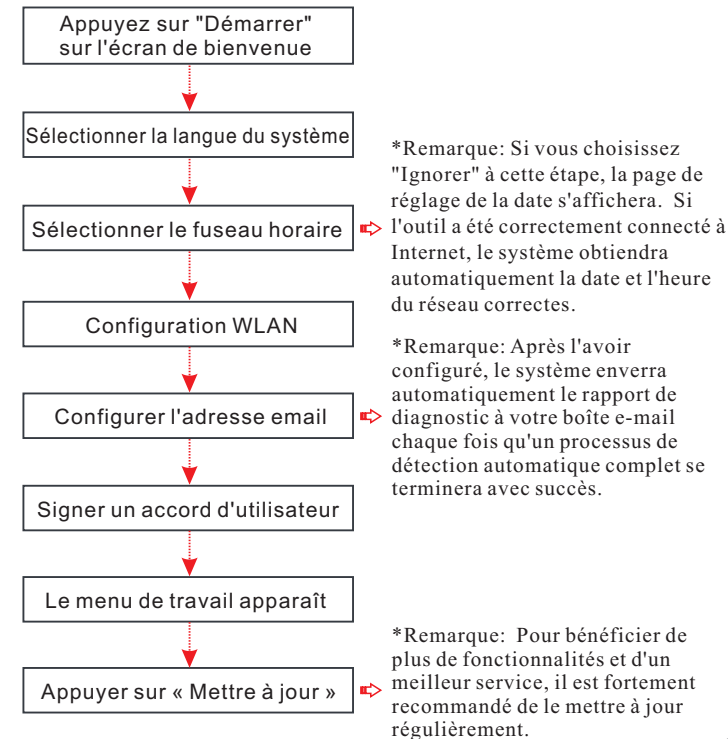 Appuyez sur "Démarrer"
sur l'écran de bienvenue
Sélectionner la langue du système
Sélectionner le fuseau horaire
*Remarque: Si vous choisissez
"Ignorer" à cette étape, la page de
réglage de la date s'affichera.  Si
l'outil a été correctement connecté à
Internet, le système obtiendra
automatiquement la date et l'heure
du réseau correctes.
Configuration WLAN
Configurer l'adresse email
*Remarque: Après l'avoir
configuré, le système enverra
automatiquement le rapport de
diagnostic à votre boîte e-mail
chaque fois qu'un processus de
détection automatique complet se
terminera avec succès.
Signer un accord d'utilisateur
Le menu de travail apparaît
Appuyer sur « Mettre à jour »
*Remarque:  Pour bénéficier de
plus de fonctionnalités et d'un
meilleur service, il est fortement
recommandé de le mettre à jour
régulièrement.